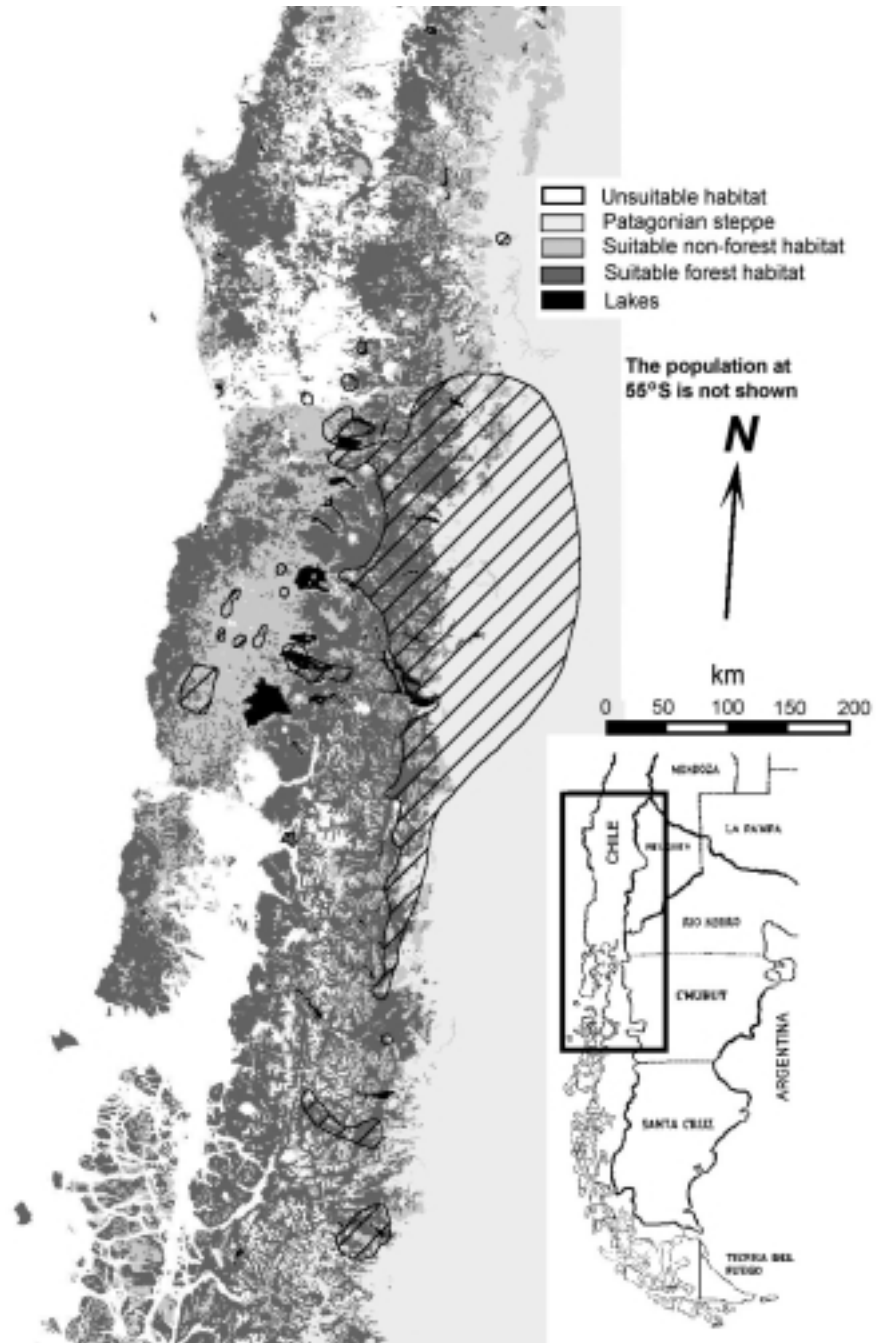 Unsuitable habitat
Patagonian steppe
Suitable non-forest habitat
Suitable forest habitat
Lakes
The population at
55°S is not shown
N
km
0 50 100 150 200
MENDOZA
LA PAMPA
CHILE
RIO NEGRO
CHUBUT
ARGENTINA
SANTA CRUZ
TIERRA DEL
FUEGO